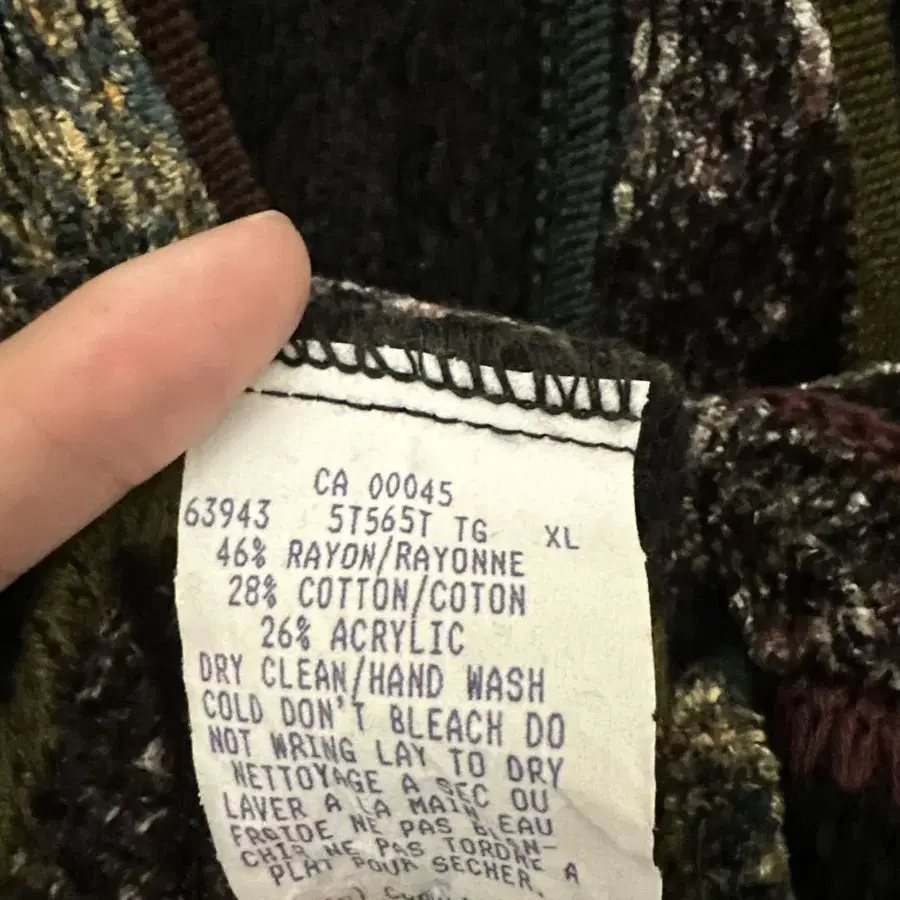 CA 00045
63943 5T565T TG XL
46% RAYON/RAYONNE
28% COTTON/COTON
26% ACRYLIC
DRY CLEAN/HAND WASH
COLD DON'T BLEACH DO
NOT WRING LAY TO DRY
NETTOYAGE A SEC OU
LAVER A LA MAIN EAU
FROIDE NE PAS BLAN-
CHIR NE PAS TORDRE A
PLAT POUR SECHER.